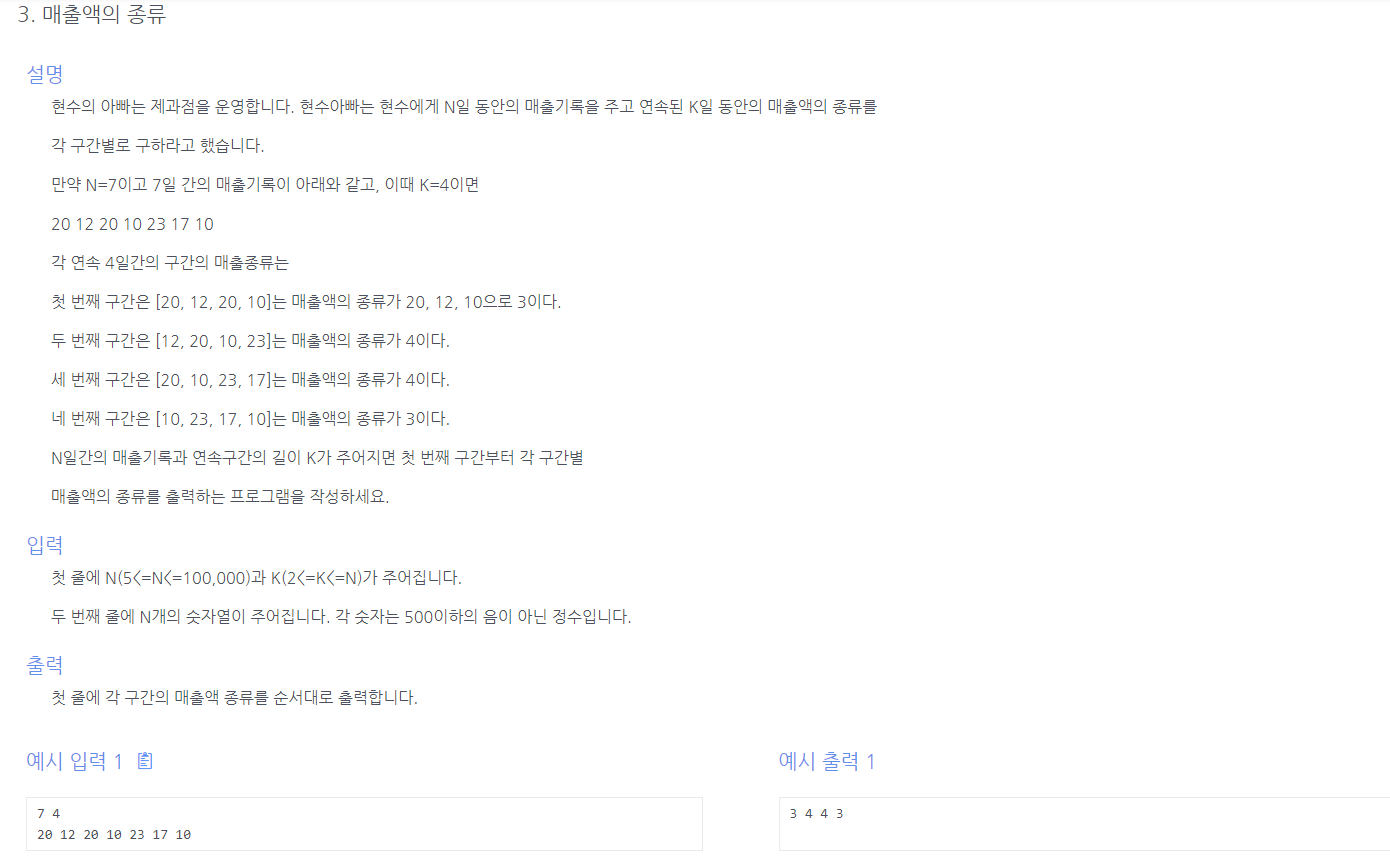 3. 매출액의 종류
설명
현수의 아빠는 제과점을 운영합니다. 현수아빠는 현수에게 N일 동안의 매출기록을 주고 연속된 K일 동안의 매출액의 종류를
각 구간별로 구하라고 했습니다.
만약 N=7이고 7일 간의 매출기록이 아래와 같고, 이때 K=4이면
20 12 20 10 23 17 10
각 연속 4일간의 구간의 매출종류는
첫 번째 구간은 [20, 12, 20, 10]는 매출액의 종류가 20, 12, 10으로 3이다.
두 번째 구간은 [12, 20, 10, 23]는 매출액의 종류가 4이다.
세 번째 구간은 [20, 10, 23, 17]는 매출액의 종류가 4이다.
네 번째 구간은 [10, 23, 17, 10]는 매출액의 종류가 3이다.
N일간의 매출기록과 연속구간의 길이 K가 주어지면 첫 번째 구간부터 각 구간별
매출액의 종류를 출력하는 프로그램을 작성하세요.
입력
첫 줄에 N(5<=N<=100,000)과 K(2<=K<=N)가 주어집니다.
두 번째 줄에 N개의 숫자열이 주어집니다. 각 숫자는 500이하의 음이 아닌 정수입니다.
출력
첫 줄에 각 구간의 매출액 종류를 순서대로 출력합니다.
예시 입력 1
7 4
20 12 20 10 23 17 10
예시 출력 1
3 4 4 3